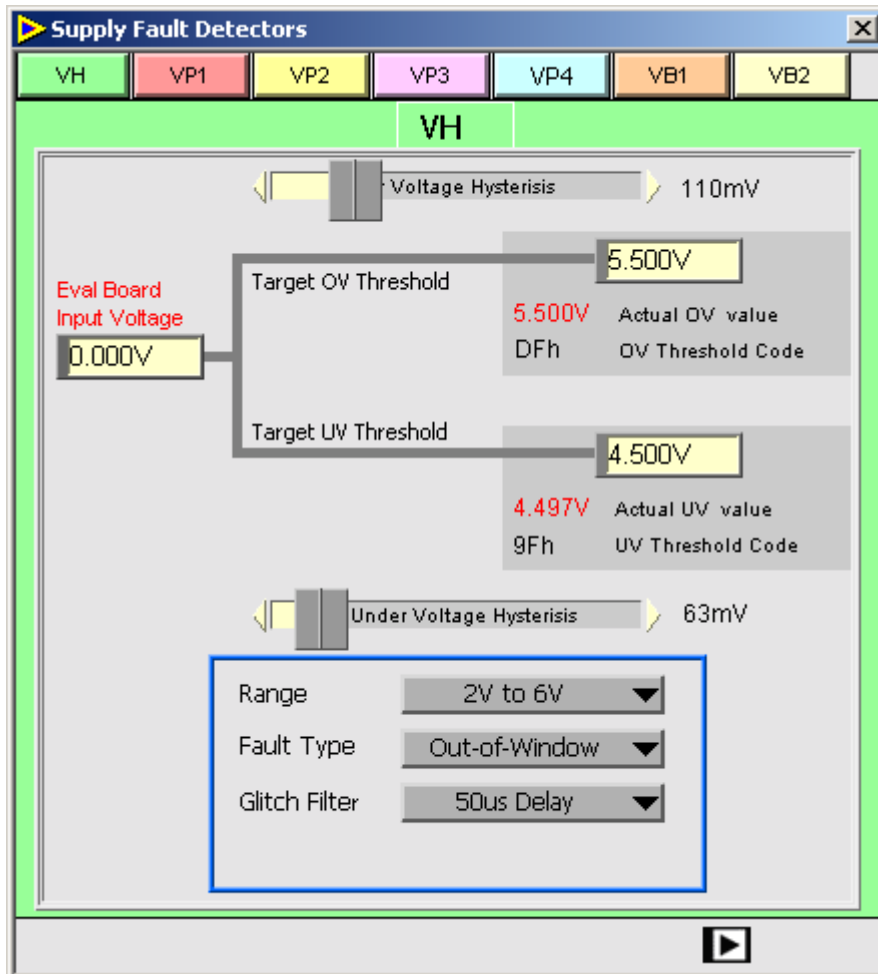 Supply Fault Detectors
VH VP1 VP2 VP3 VP4 VB1 VB2
VH
Voltage Hysterisis 110mV
5.500V
Target OV Threshold
Eval Board
Input Voltage
0.000V
5.500V Actual OV value
DFh OV Threshold Code
Target UV Threshold
4.500V
4.497V Actual UV value
9Fh UV Threshold Code
Under Voltage Hysterisis 63mV
Range 2V to 6V
Fault Type Out-of-Window
Glitch Filter 50us Delay